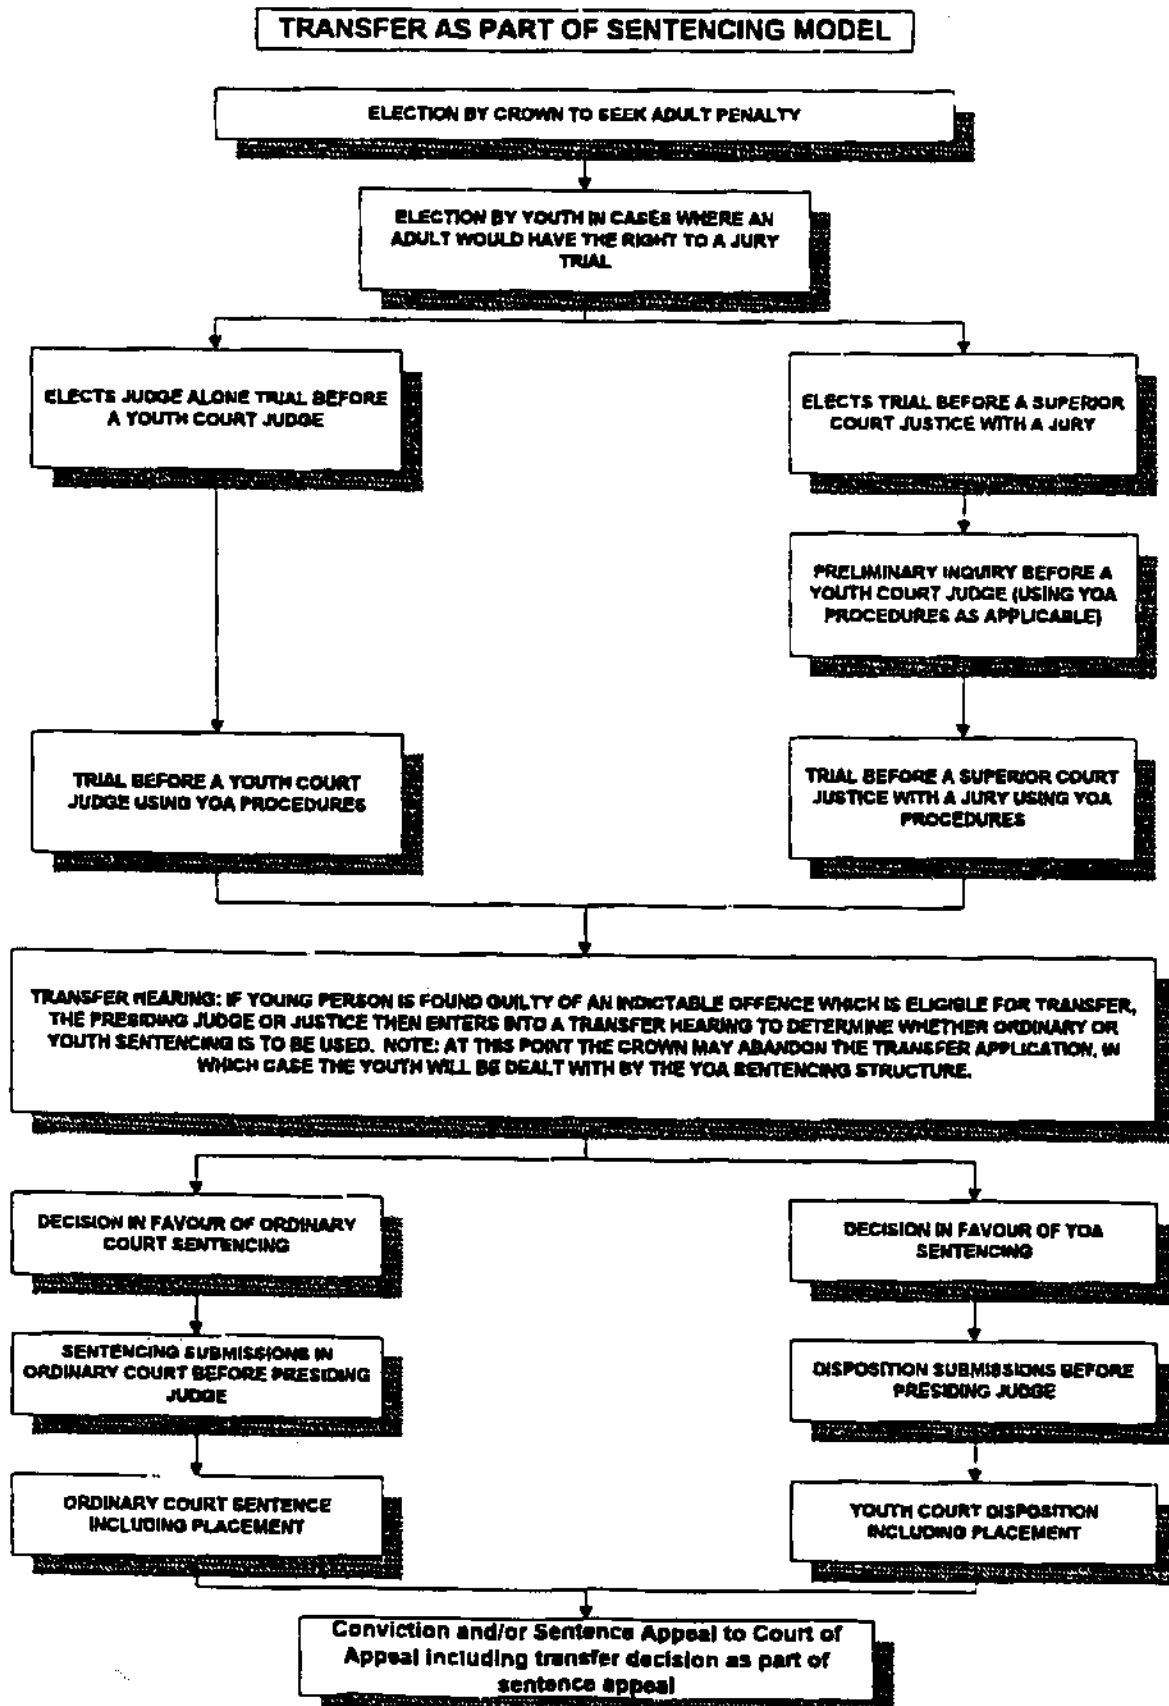 TRANSFER AS PART OF SENTENCING MODEL
ELECTION BY CROWN TO SEEK ADULT PENALTY
ELECTION BY YOUTH IN CASES WHERE AN
ADULT WOULD HAVE THE RIGHT TO A JURY
TRIAL
ELECTS JUDGE ALONE TRIAL BEFORE
A YOUTH COURT JUDGE
ELECTS TRIAL BEFORE A SUPERIOR
COURT JUSTICE WITH A JURY
PRELIMINARY INQUIRY BEFORE A
YOUTH COURT JUDGE (USING YOA
PROCEDURES AS APPLICABLE)
TRIAL BEFORE A YOUTH COURT
JUDGE USING YOA PROCEDURES
TRIAL BEFORE A SUPERIOR COURT
JUSTICE WITH A JURY USING YOA
PROCEDURES
TRANSFER HEARING: IF YOUNG PERSON IS FOUND GUILTY OF AN INDICTABLE OFFENCE WHICH IS ELIGIBLE FOR TRANSFER,
THE PRESIDING JUDGE OR JUSTICE THEN ENTERS INTO A TRANSFER HEARING TO DETERMINE WHETHER ORDINARY OR
YOUTH SENTENCING IS TO BE USED. NOTE: AT THIS POINT THE CROWN MAY ABANDON THE TRANSFER APPLICATION, IN
WHICH CASE THE YOUTH WILL BE DEALT WITH BY THE YOA SENTENCING STRUCTURE.
DECISION IN FAVOUR OF ORDINARY
COURT SENTENCING
DECISION IN FAVOUR OF YOA
SENTENCING
SENTENCING SUBMISSIONS IN
ORDINARY COURT BEFORE PRESIDING
JUDGE
DISPOSITION SUBMISSIONS BEFORE
PRESIDING JUDGE
ORDINARY COURT SENTENCE
INCLUDING PLACEMENT
YOUTH COURT DISPOSITION
INCLUDING PLACEMENT
Conviction and/or Sentence Appeal to Court of
Appeal including transfer decision as part of
sentence appeal